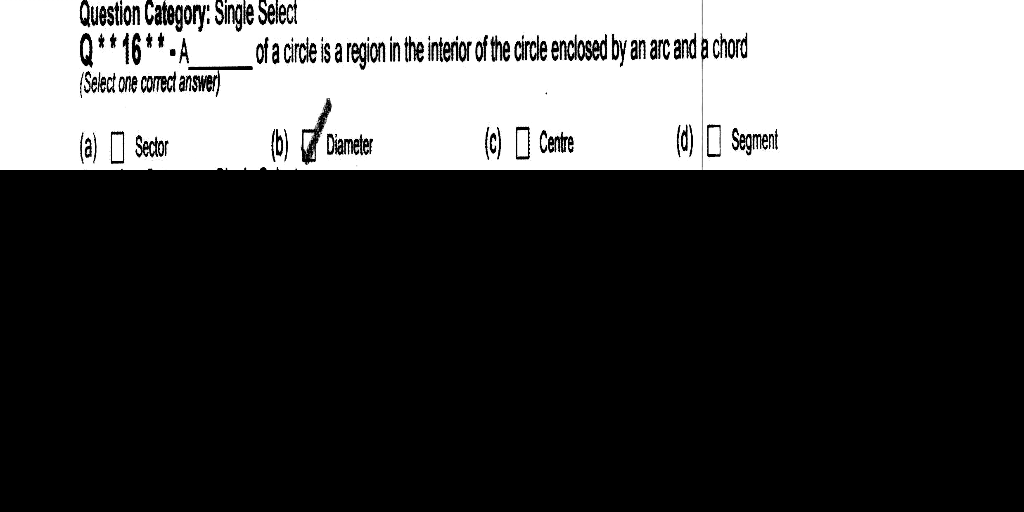 Question Category: Single Select
Q * * 16 * * - A______ of a circle is a region in the interior of the circle enclosed by an arc and a chord
(Select one correct answer)
(a) ☐ Sector (b) ☑ Diameter (c) ☐ Centre (d) ☐ Segment